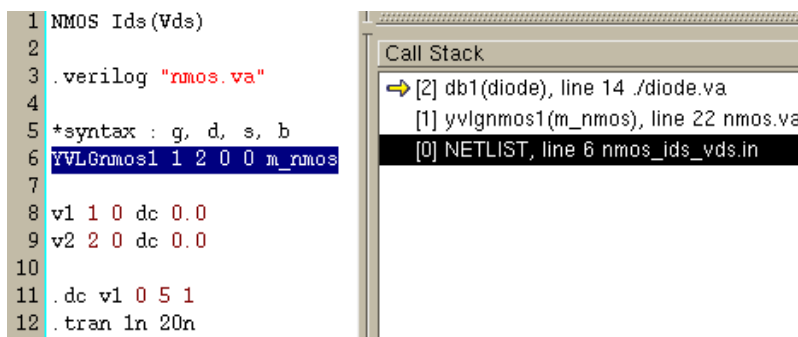 1 NMOS Ids(Vds)
2
3 .verilog "nmos.va"
4
5 *syntax : g, d, s, b
6 YVLGnmos1 1 2 0 0 m_nmos
7
8 v1 1 0 dc 0.0
9 v2 2 0 dc 0.0
10
11 .dc v1 0 5 1
12 .tran 1n 20n
Call Stack
[2] db1(diode), line 14 ./diode.va
[1] yvlgnmos1(m_nmos), line 22 nmos.va
[0] NETLIST, line 6 nmos_ids_vds.in